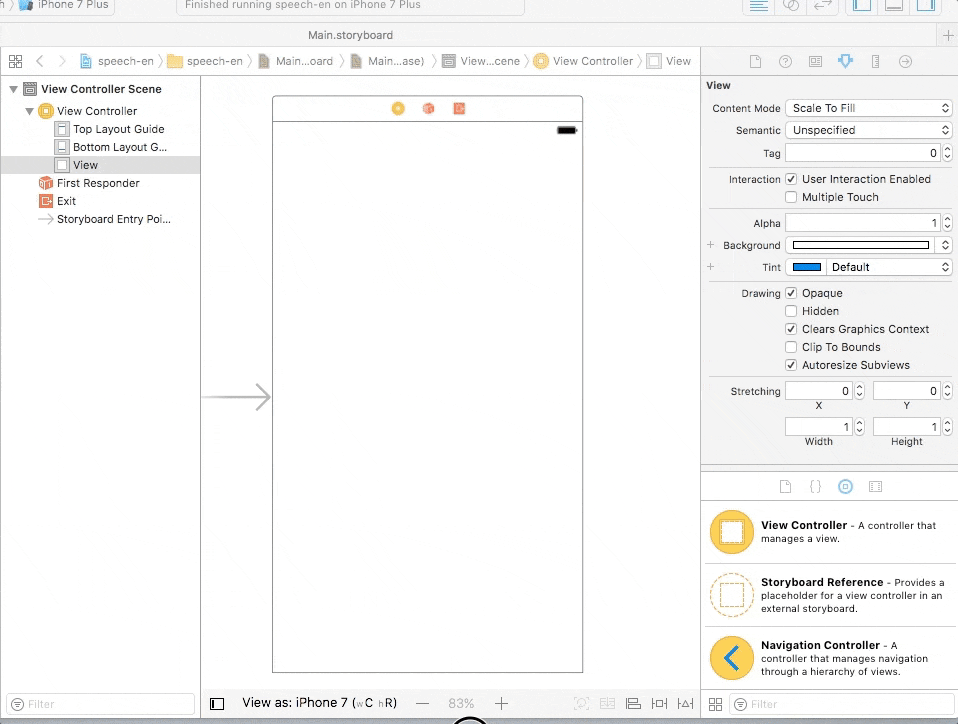 h iPhone 7 Plus Finished running speech-en on iPhone 7 Plus
Main.storyboard
speech-en speech-en Main...oard Main...ase) View...cene View Controller View
View Controller Scene
View Controller
Top Layout Guide
Bottom Layout G...
View
First Responder
Exit
Storyboard Entry Poi...
Filter
View as: iPhone 7 (wC hR) — 83% +
View
Content Mode Scale To Fill
Semantic Unspecified
Tag 0
Interaction User Interaction Enabled
Multiple Touch
Alpha 1
+ Background
+ Tint Default
Drawing Opaque
Hidden
Clears Graphics Context
Clip To Bounds
Autoresize Subviews
Stretching 0 0
X Y
1 1
Width Height
{}
View Controller - A controller that
manages a view.
Storyboard Reference - Provides a
placeholder for a view controller in an
external storyboard.
Navigation Controller - A
controller that manages navigation
through a hierarchy of views.
Filter